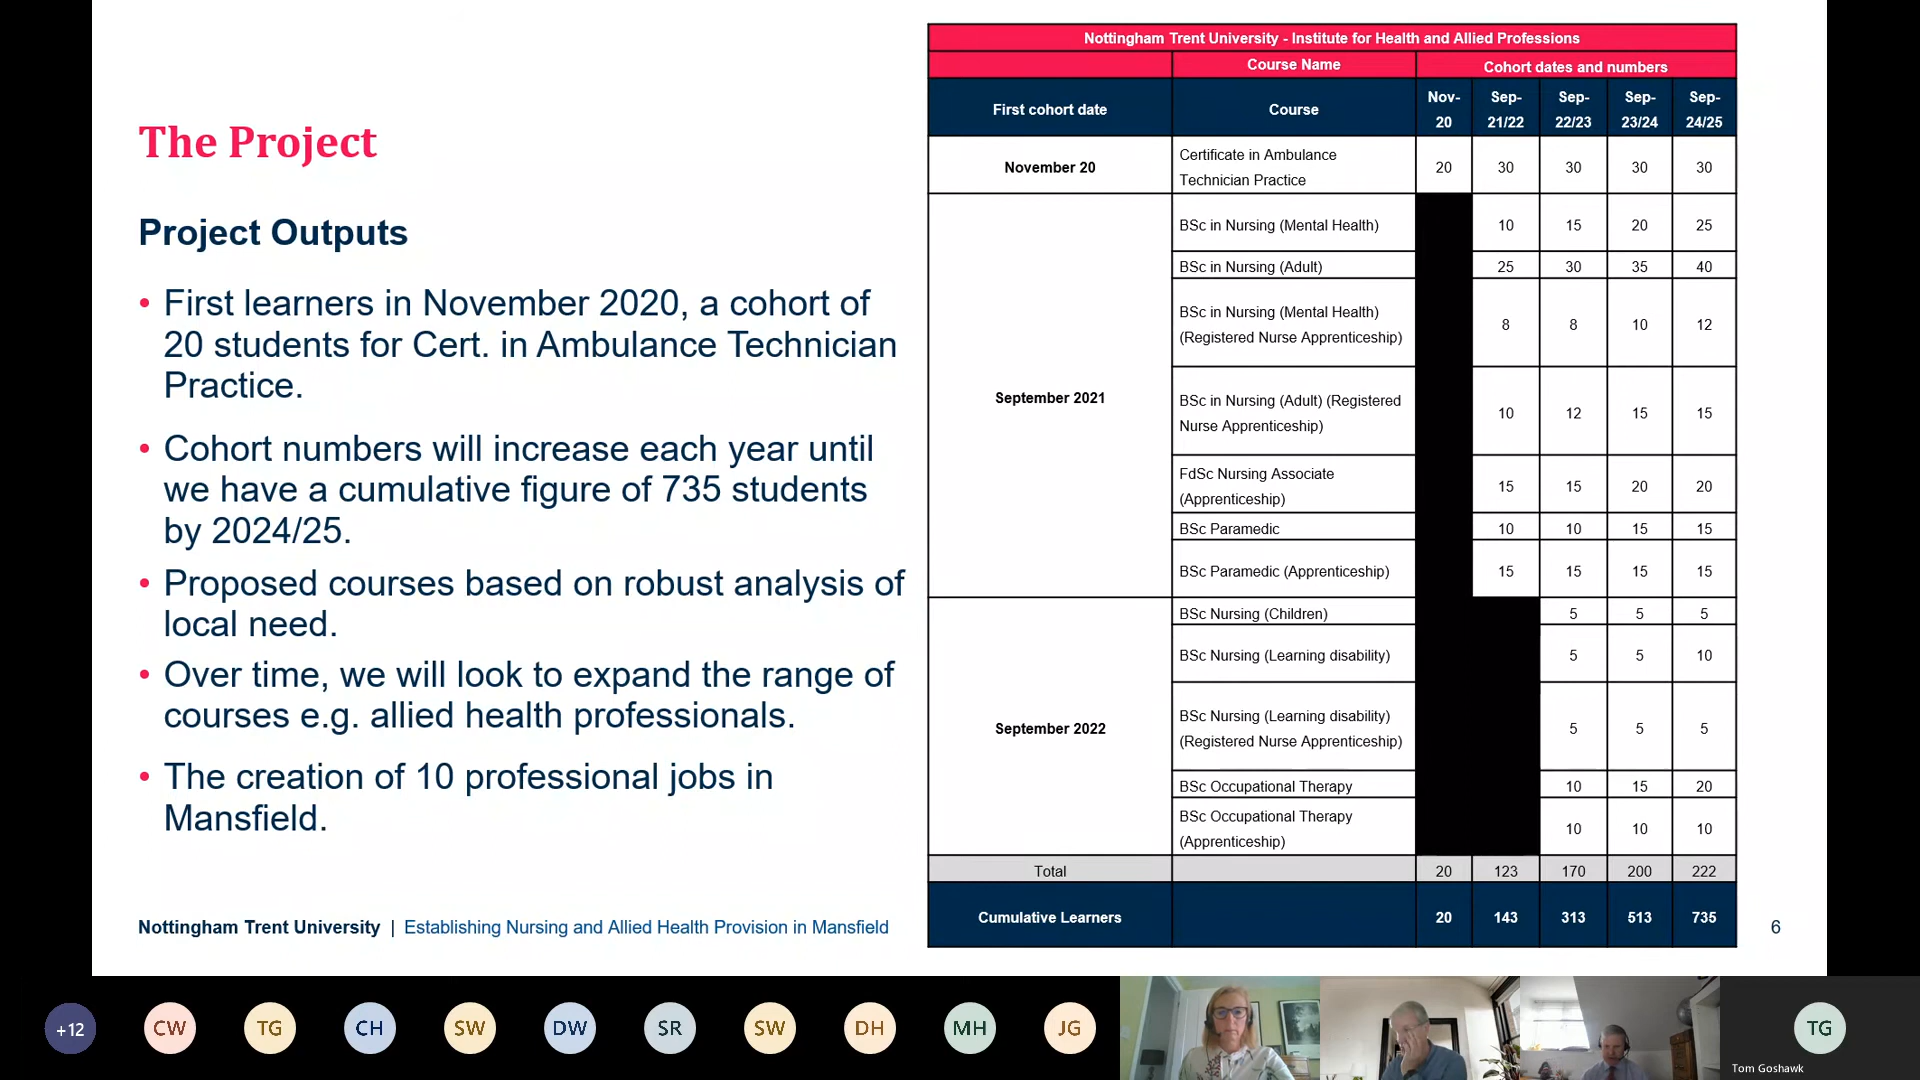 The Project
Project Outputs
• First learners in November 2020, a cohort of
20 students for Cert. in Ambulance Technician
Practice.
• Cohort numbers will increase each year until
we have a cumulative figure of 735 students
by 2024/25.
• Proposed courses based on robust analysis of
local need.
• Over time, we will look to expand the range of
courses e.g. allied health professionals.
• The creation of 10 professional jobs in
Mansfield.
Nottingham Trent University | Establishing Nursing and Allied Health Provision in Mansfield
Nottingham Trent University - Institute for Health and Allied Professions
Course Name Cohort dates and numbers
First cohort date Course Nov-20 Sep-21/22 Sep-22/23 Sep-23/24 Sep-24/25
November 20
Certificate in Ambulance
Technician Practice 20 30 30 30 30
September 2021
BSc in Nursing (Mental Health) 10 15 20 25
BSc in Nursing (Adult) 25 30 35 40
BSc in Nursing (Mental Health)
(Registered Nurse Apprenticeship) 8 8 10 12
BSc in Nursing (Adult) (Registered
Nurse Apprenticeship) 10 12 15 15
FdSc Nursing Associate
(Apprenticeship) 15 15 20 20
BSc Paramedic 10 10 15 15
BSc Paramedic (Apprenticeship) 15 15 15 15
September 2022
BSc Nursing (Children) 5 5 5
BSc Nursing (Learning disability) 5 5 10
BSc Nursing (Learning disability)
(Registered Nurse Apprenticeship) 5 5 5
BSc Occupational Therapy 10 15 20
BSc Occupational Therapy
(Apprenticeship) 10 10 10
Total 20 123 170 200 222
Cumulative Learners 20 143 313 513 735
6
+12 CW TG CH SW DW SR SW DH MH JG TG
Tom Goshawk